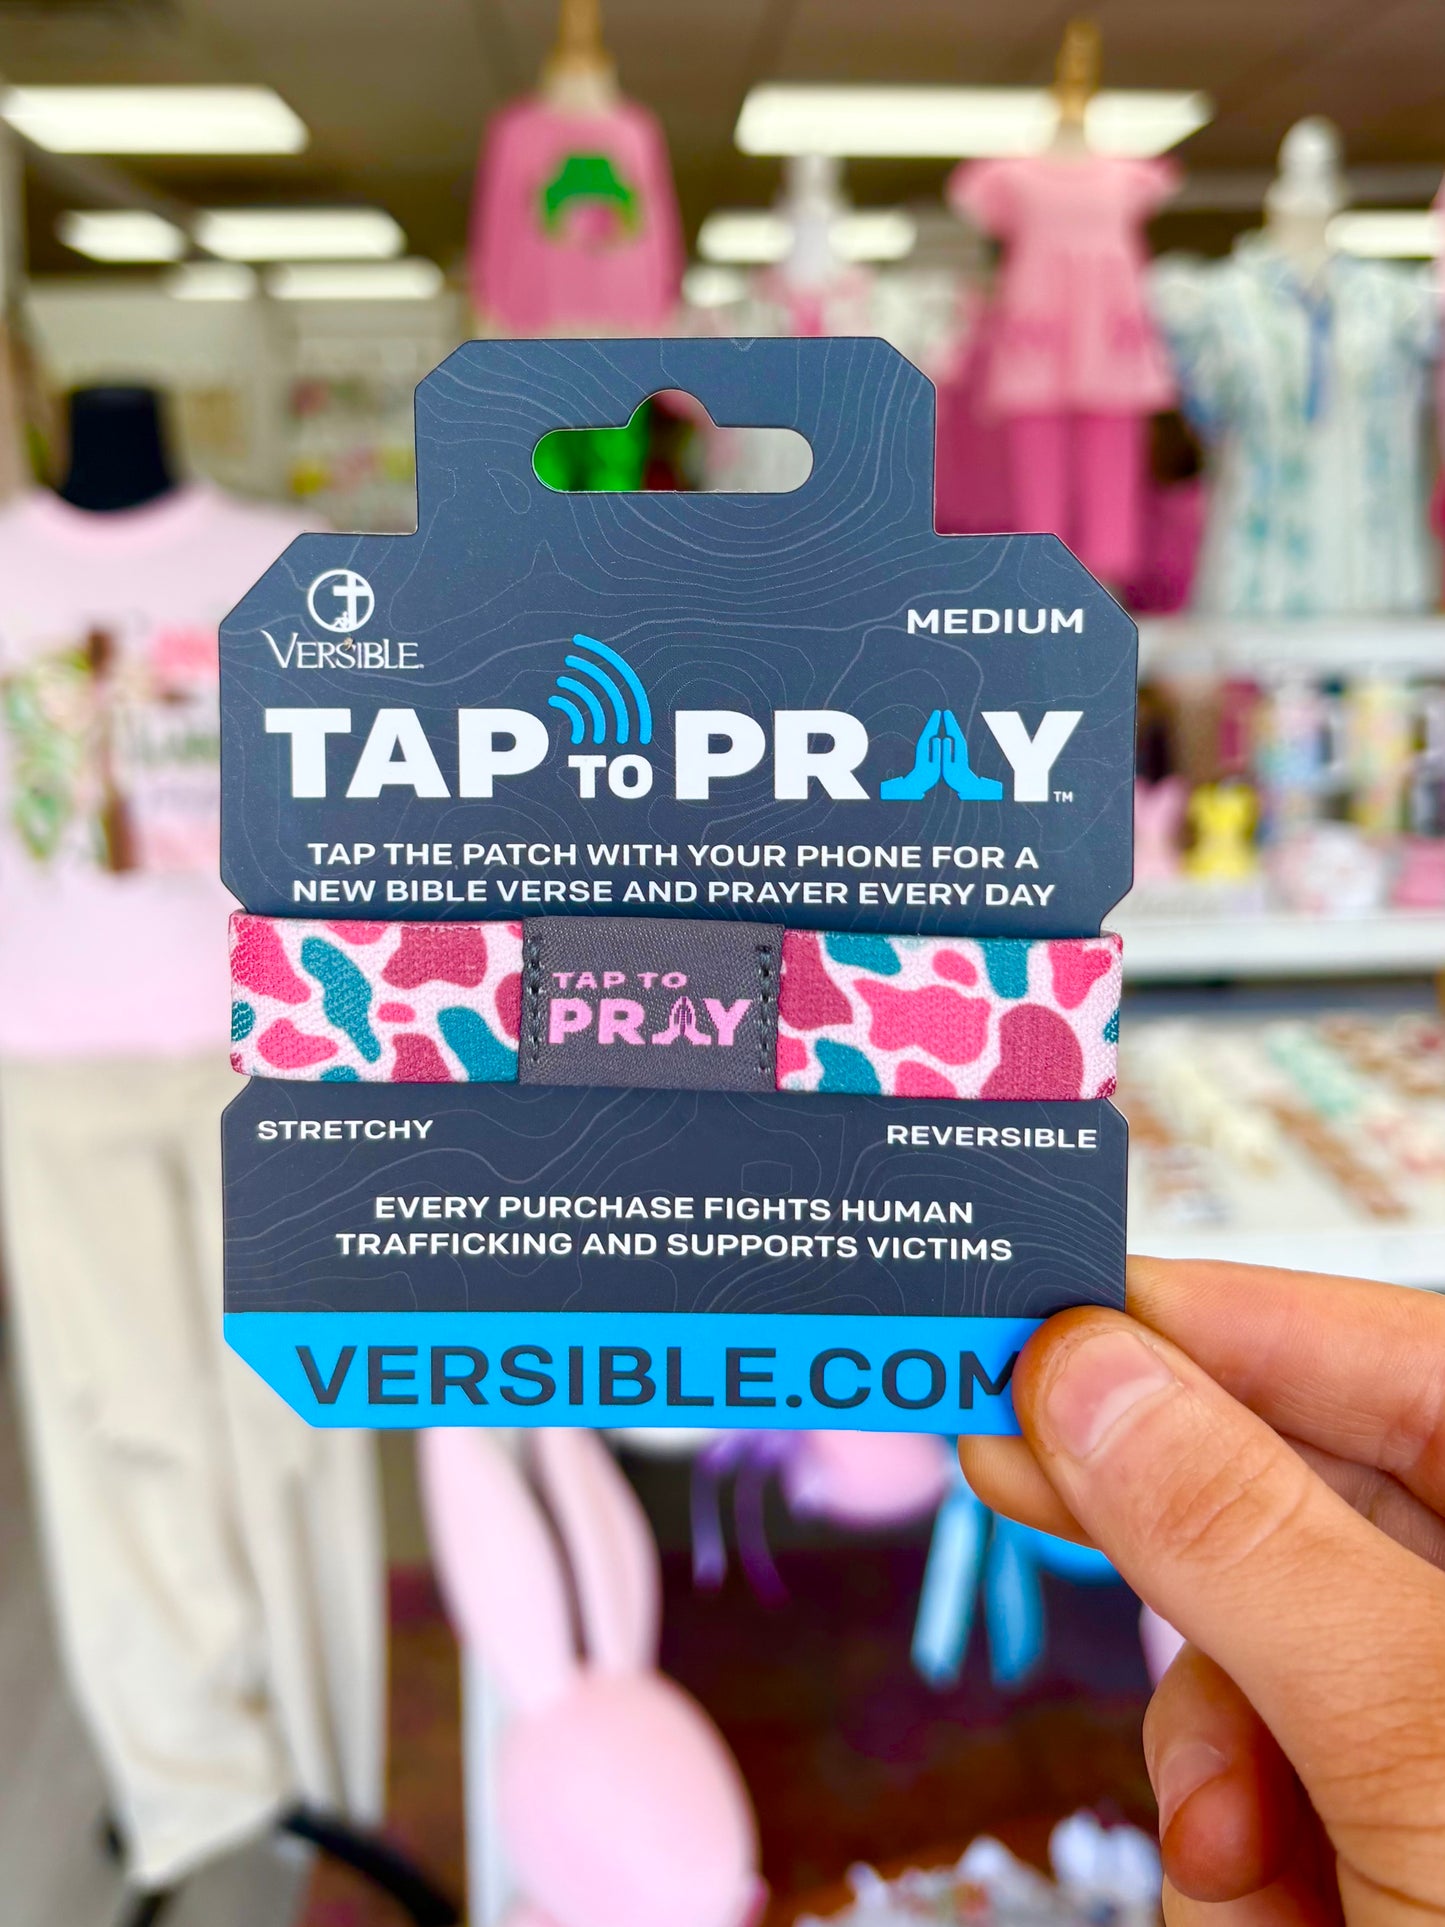 VERSIBLE
MEDIUM
TAP TO PRAY™
TAP THE PATCH WITH YOUR PHONE FOR A
NEW BIBLE VERSE AND PRAYER EVERY DAY
TAP TO
PRAY
STRETCHY
REVERSIBLE
EVERY PURCHASE FIGHTS HUMAN
TRAFFICKING AND SUPPORTS VICTIMS
VERSIBLE.COM